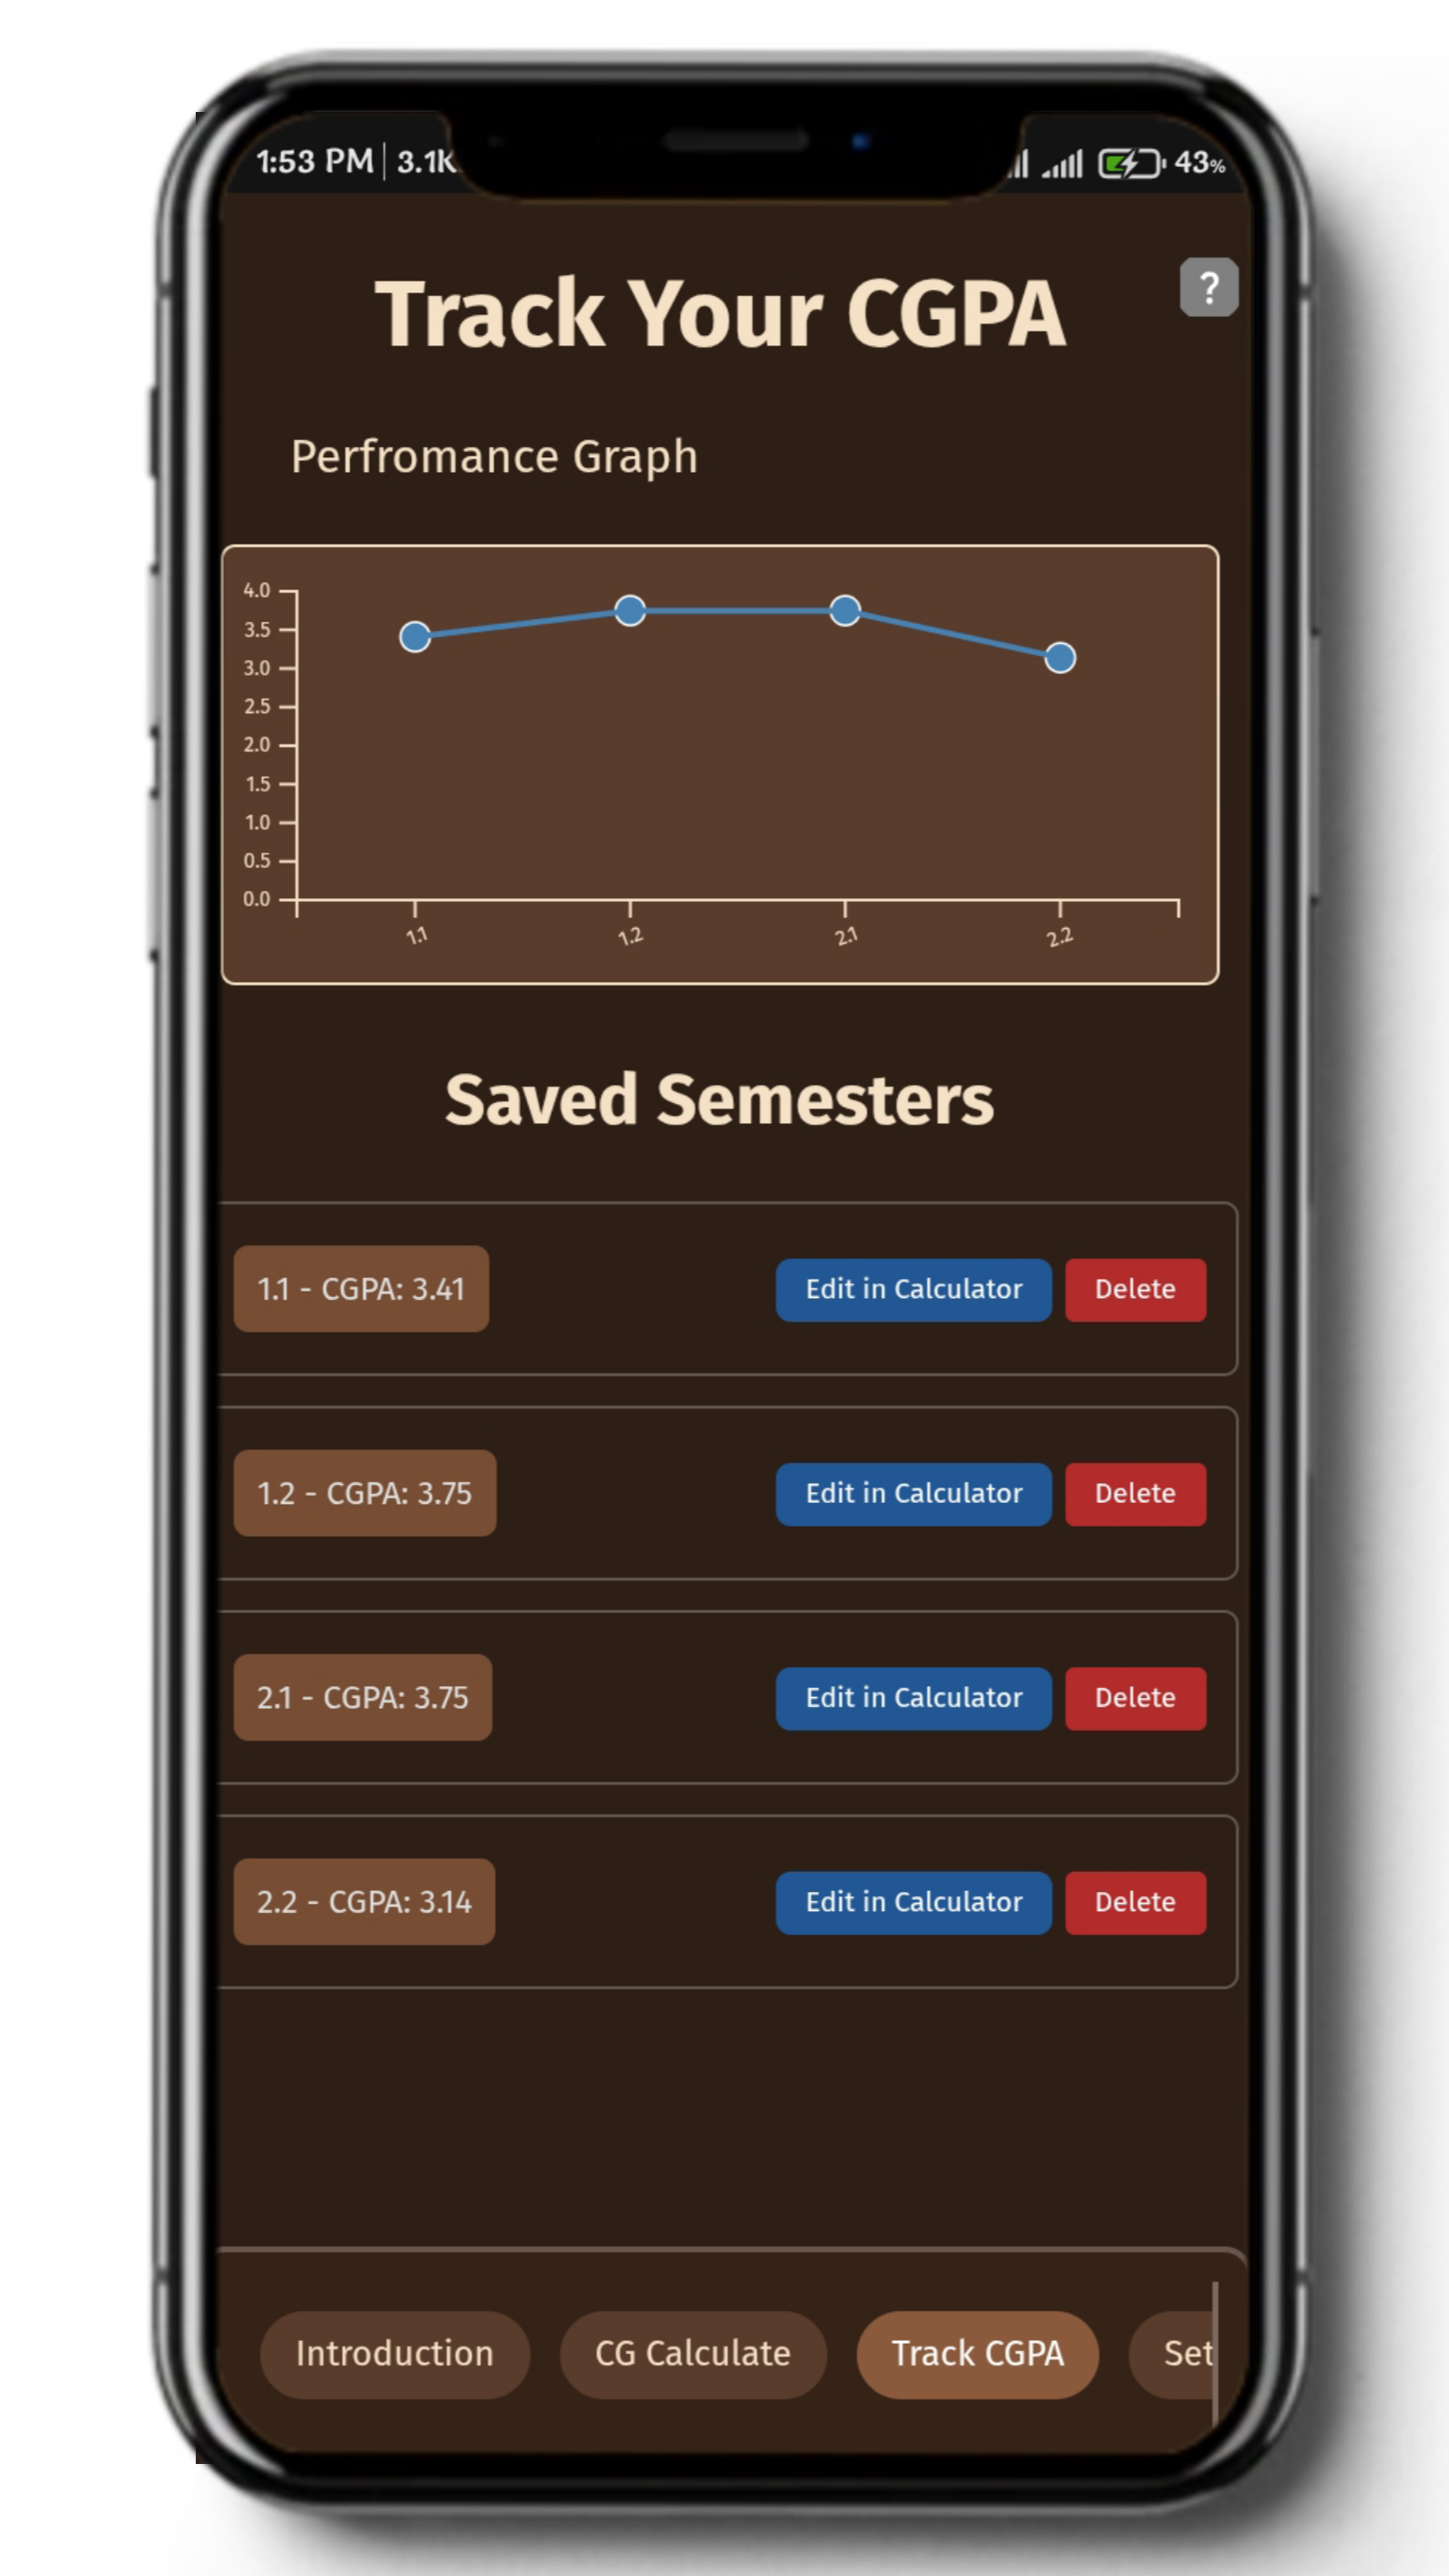 1:53 PM 3.1K 43%
Track Your CGPA ?
Perfromance Graph
4.0
3.5
3.0
2.5
2.0
1.5
1.0
0.5
0.0
1.1 1.2 2.1 2.2
Saved Semesters
1.1 - CGPA: 3.41 Edit in Calculator Delete
1.2 - CGPA: 3.75 Edit in Calculator Delete
2.1 - CGPA: 3.75 Edit in Calculator Delete
2.2 - CGPA: 3.14 Edit in Calculator Delete
Introduction CG Calculate Track CGPA Set